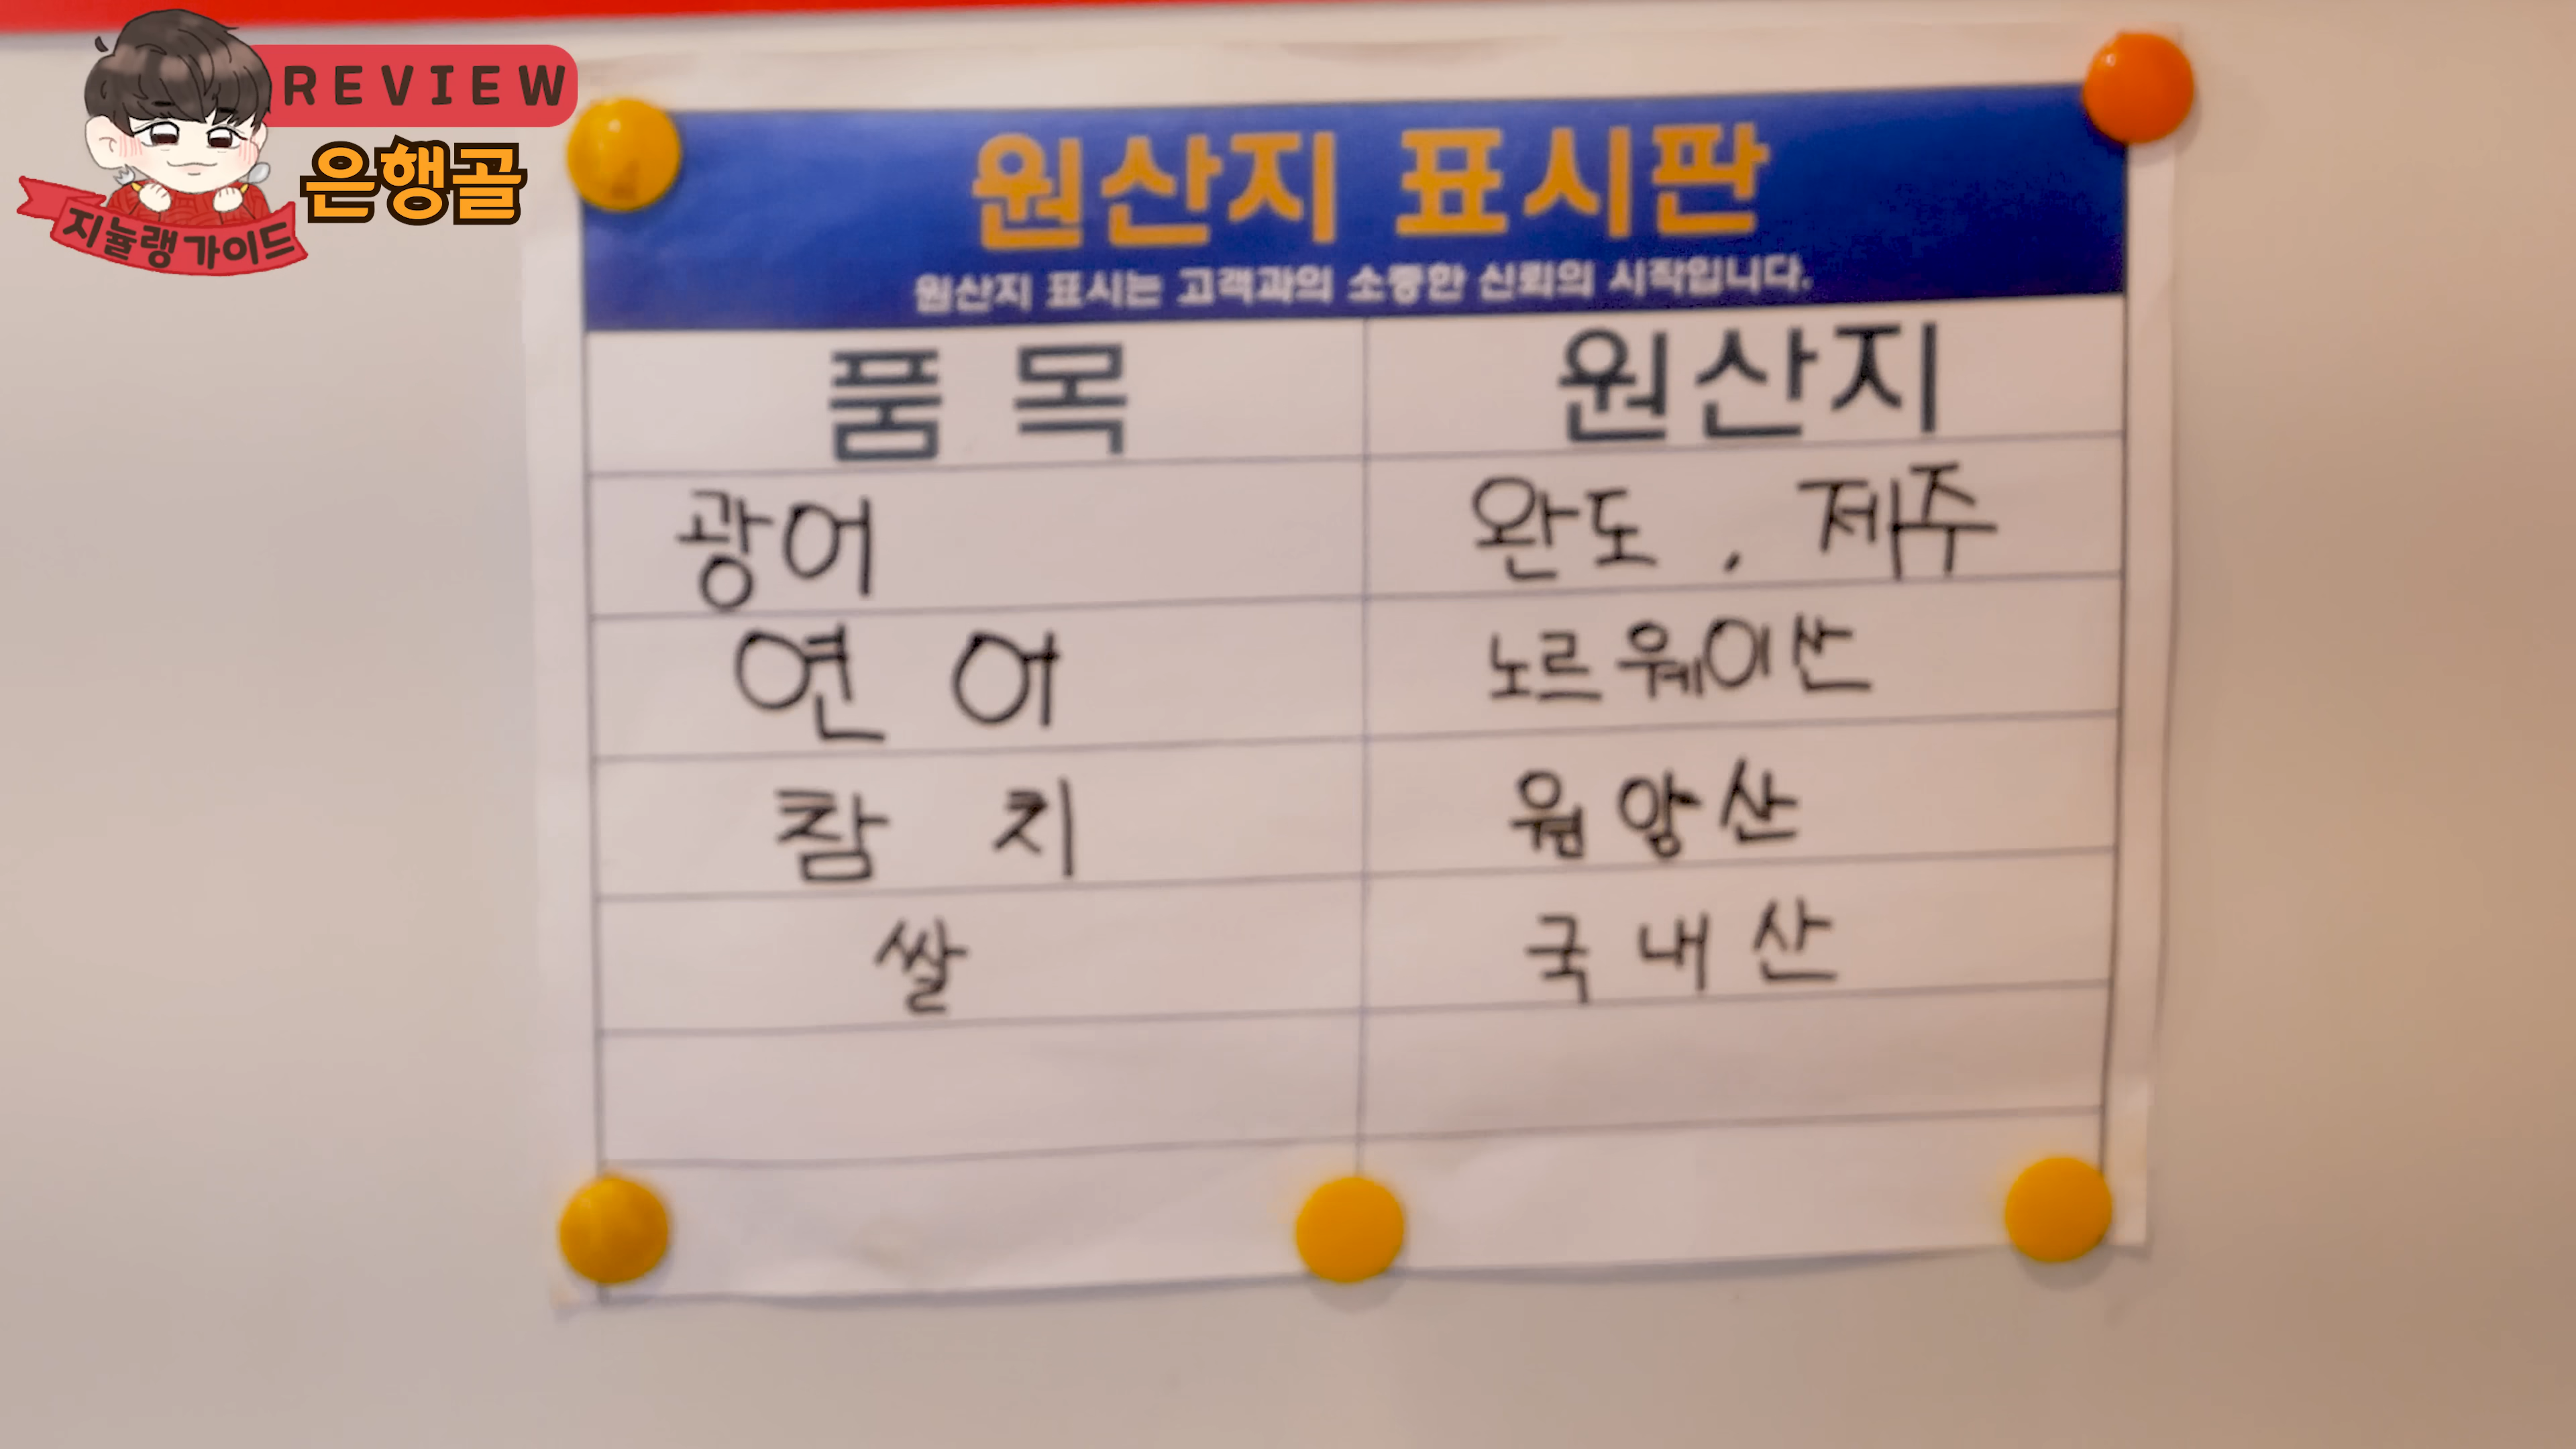 REVIEW
은행골
지눌랭가이드
원산지 표시판
원산지 표시는 고객과의 소중한 신뢰의 시작입니다.
품 목 원산지
광어 완도 , 제주
연 어 노르웨이산
참 치 원양산
쌀 국내산